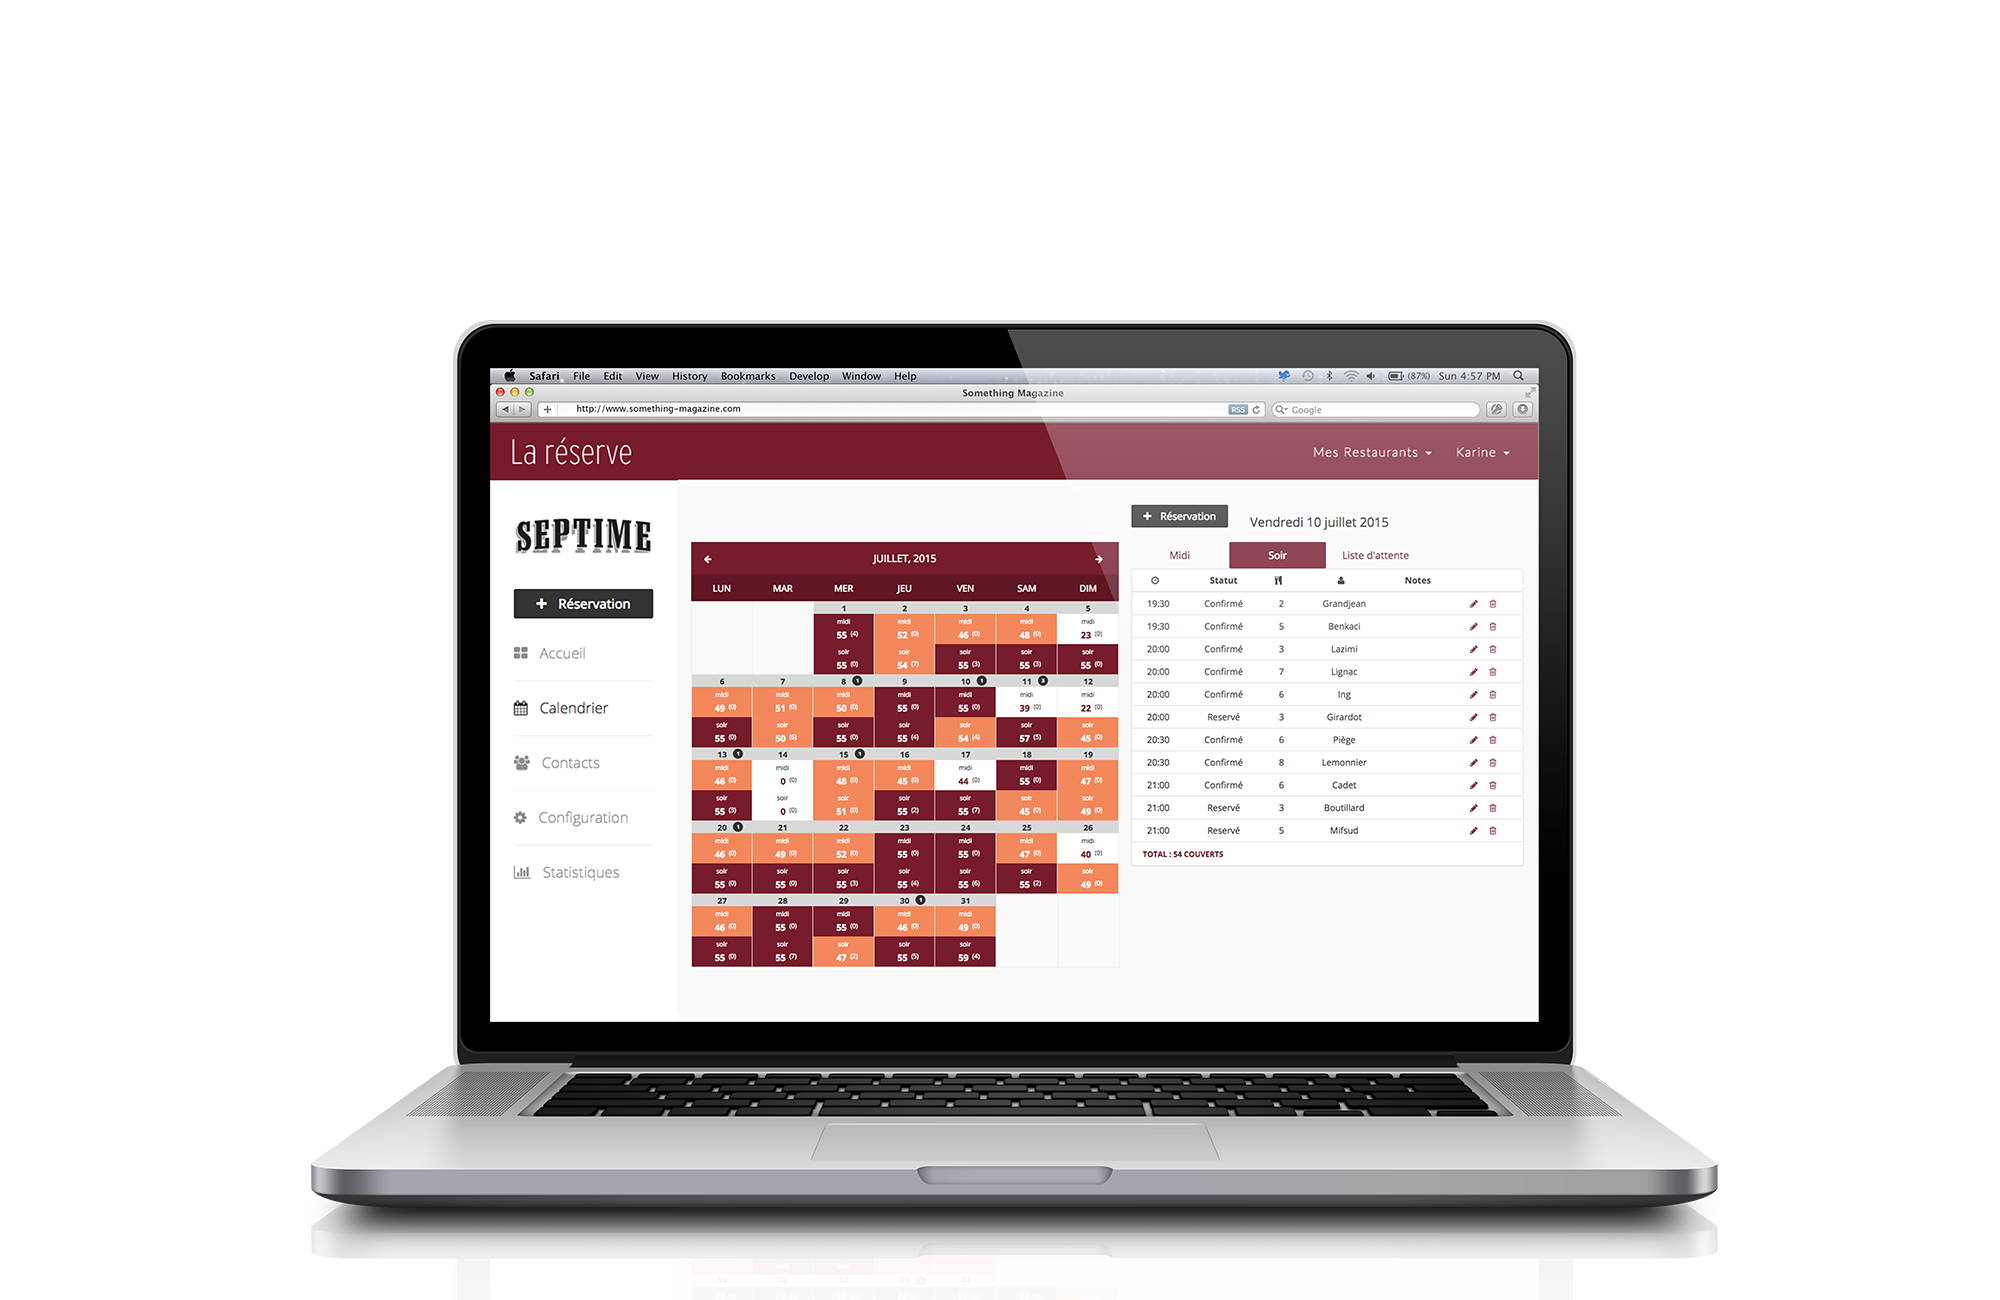 Safari File Edit View History Bookmarks Develop Window Help (87%) Sun 4:57 PM
Something Magazine
http://www.something-magazine.com RSS Google
La réserve Mes Restaurants Karine
SEPTIME
+ Réservation
Accueil
Calendrier
Contacts
Configuration
Statistiques
JUILLET, 2015
LUN MAR MER JEU VEN SAM DIM
1 2 3 4 5
midi midi midi midi midi
55 (4) 52 (0) 46 (0) 48 (0) 23 (0)
soir soir soir soir soir
55 (0) 54 (7) 55 (3) 55 (3) 55 (0)
6 7 8 1 9 10 1 11 3 12
midi midi midi midi midi midi midi
49 (0) 51 (0) 50 (0) 55 (0) 55 (0) 39 (0) 22 (0)
soir soir soir soir soir soir soir
55 (0) 50 (6) 55 (0) 55 (4) 54 (4) 57 (5) 45 (0)
13 1 14 15 1 16 17 18 19
midi midi midi midi midi midi midi
46 (0) 0 (0) 48 (0) 45 (0) 44 (0) 55 (0) 47 (0)
soir soir soir soir soir soir soir
55 (3) 0 (0) 51 (0) 55 (2) 55 (7) 45 (0) 49 (0)
20 1 21 22 23 24 25 26
midi midi midi midi midi midi midi
46 (0) 49 (0) 52 (0) 55 (0) 55 (0) 47 (0) 40 (0)
soir soir soir soir soir soir soir
55 (0) 55 (0) 55 (3) 55 (4) 55 (6) 55 (2) 49 (0)
27 28 29 30 1 31
midi midi midi midi midi
46 (0) 55 (0) 55 (0) 46 (0) 49 (0)
soir soir soir soir soir
55 (0) 55 (7) 47 (2) 55 (5) 59 (4)
+ Réservation Vendredi 10 juillet 2015
Midi Soir Liste d'attente
Statut Notes
19:30 Confirmé 2 Grandjean
19:30 Confirmé 5 Benkaci
20:00 Confirmé 3 Lazimi
20:00 Confirmé 7 Lignac
20:00 Confirmé 6 Ing
20:00 Reservé 3 Girardot
20:30 Confirmé 6 Piège
20:30 Confirmé 8 Lemonnier
21:00 Confirmé 6 Cadet
21:00 Reservé 3 Boutillard
21:00 Reservé 5 Mifsud
TOTAL : 54 COUVERTS